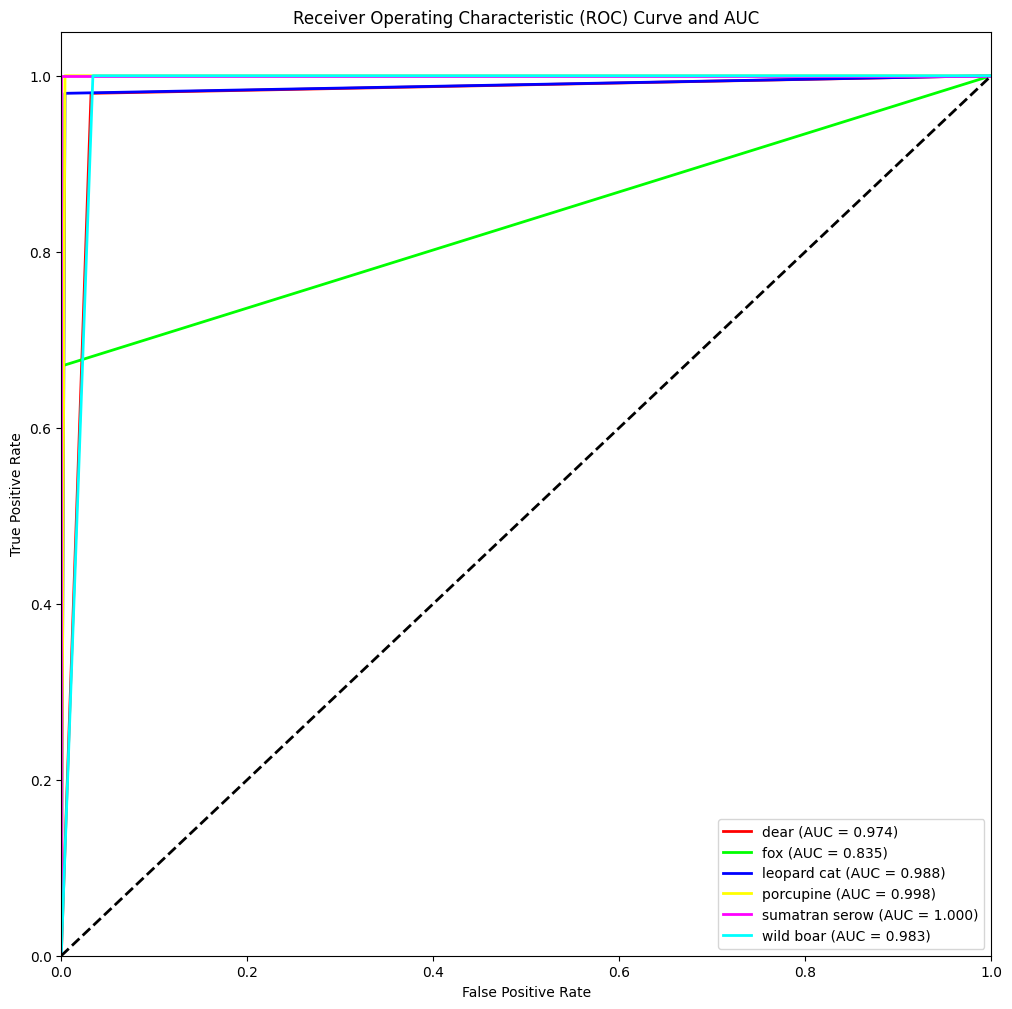 Receiver Operating Characteristic (ROC) Curve and AUC
True Positive Rate
1.0
0.8
0.6
0.4
0.2
0.0
0.0 0.2 0.4 0.6 0.8 1.0
False Positive Rate
dear (AUC = 0.974)
fox (AUC = 0.835)
leopard cat (AUC = 0.988)
porcupine (AUC = 0.998)
sumatran serow (AUC = 1.000)
wild boar (AUC = 0.983)